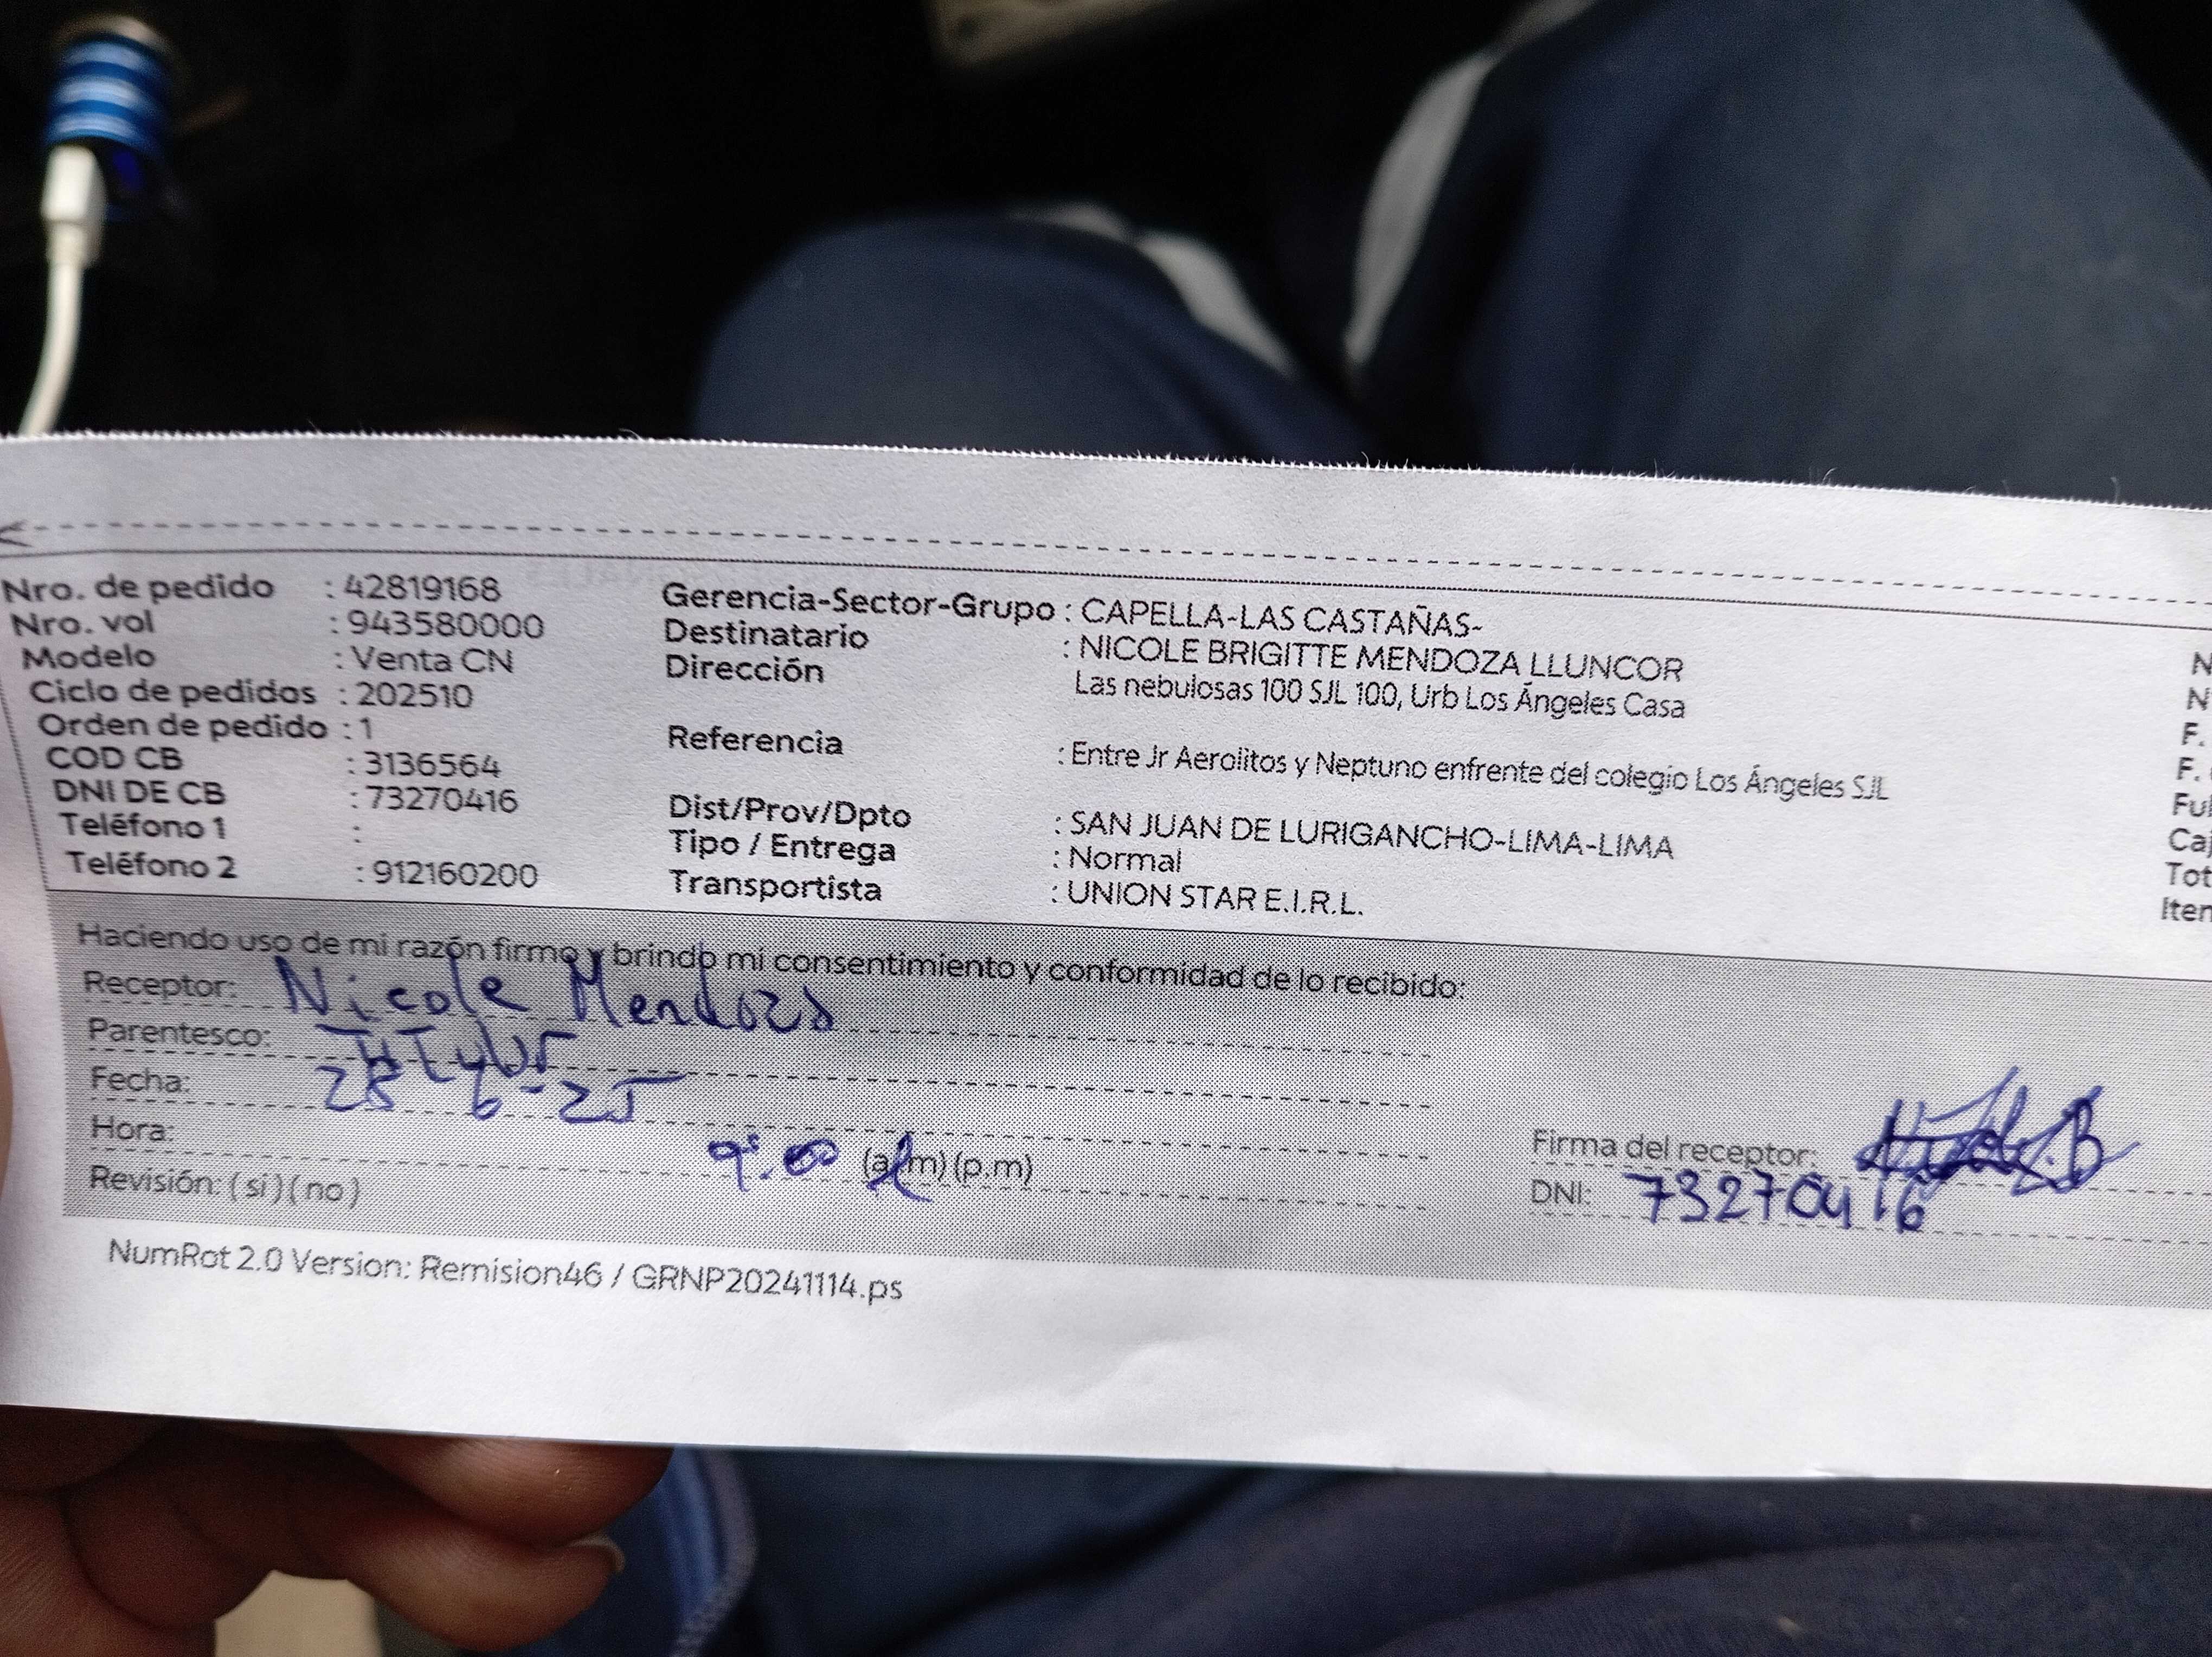 Nro. de pedido : 42819168
Nro. vol : 943580000
Modelo : Venta CN
Ciclo de pedidos : 202510
Orden de pedido : 1
COD CB : 3136564
DNI DE CB : 73270416
Teléfono 1 :
Teléfono 2 : 912160200
Gerencia-Sector-Grupo : CAPELLA-LAS CASTAÑAS-
Destinatario : NICOLE BRIGITTE MENDOZA LLUNCOR
Dirección Las nebulosas 100 SJL 100, Urb Los Ángeles Casa
Referencia : Entre Jr Aerolitos y Neptuno enfrente del colegio Los Ángeles SJL
Dist/Prov/Dpto : SAN JUAN DE LURIGANCHO-LIMA-LIMA
Tipo / Entrega : Normal
Transportista : UNION STAR E.I.R.L.
N
N
F.
F.
Ful
Caj
Tot
Iten
Haciendo uso de mi razón firmo y brindo mi consentimiento y conformidad de lo recibido:
Receptor: Nicole Mendoza
Parentesco:
Fecha: 28 6-25
Hora: 9:00 (a.m) (p.m)
Revisión: ( si ) ( no )
Firma del receptor:
DNI: 73270416
NumRot 2.0 Version: Remision46 / GRNP20241114.ps